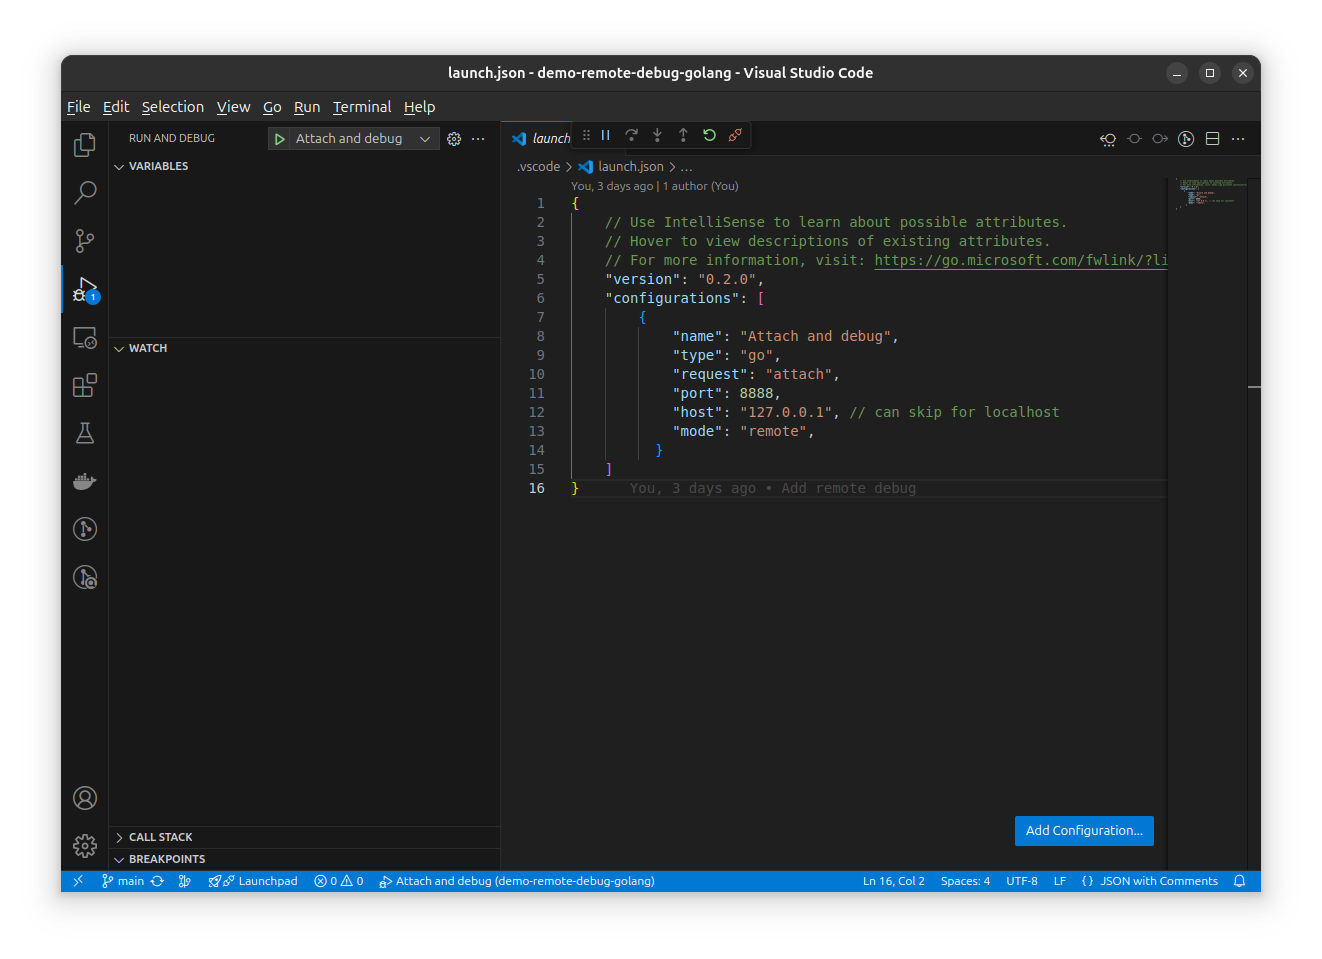 launch.json - demo-remote-debug-golang - Visual Studio Code
File Edit Selection View Go Run Terminal Help
RUN AND DEBUG
Attach and debug
launch
VARIABLES
.vscode > launch.json > ...
You, 3 days ago | 1 author (You)
1 {
2 // Use IntelliSense to learn about possible attributes.
3 // Hover to view descriptions of existing attributes.
4 // For more information, visit: https://go.microsoft.com/fwlink/?li
5 "version": "0.2.0",
6 "configurations": [
7 {
8 "name": "Attach and debug",
9 "type": "go",
10 "request": "attach",
11 "port": 8888,
12 "host": "127.0.0.1", // can skip for localhost
13 "mode": "remote",
14 }
15 ]
16 } You, 3 days ago • Add remote debug
1
WATCH
Add Configuration...
CALL STACK
BREAKPOINTS
main Launchpad 0 0 Attach and debug (demo-remote-debug-golang) Ln 16, Col 2 Spaces: 4 UTF-8 LF {} JSON with Comments